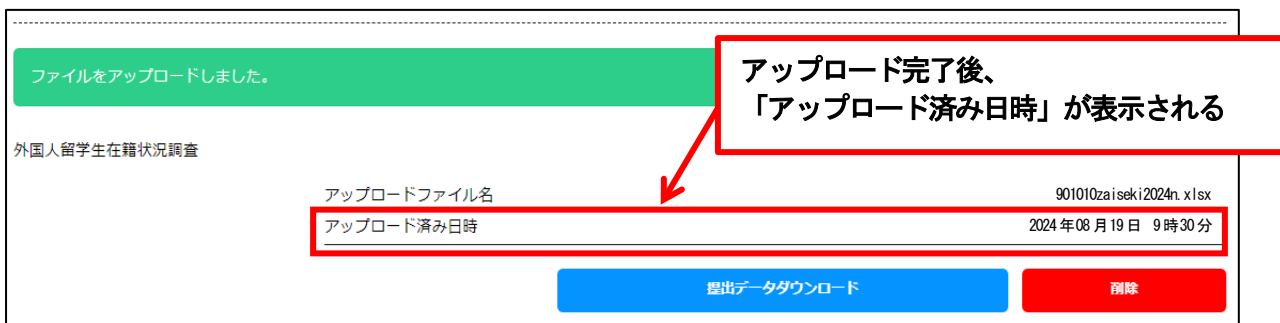 ファイルをアップロードしました。
アップロード完了後、
「アップロード済み日時」が表示される
外国人留学生在籍状況調査
アップロードファイル名 901010zaiseki2024n.xlsx
アップロード済み日時 2024年08月19日 9時30分
提出データダウンロード 削除